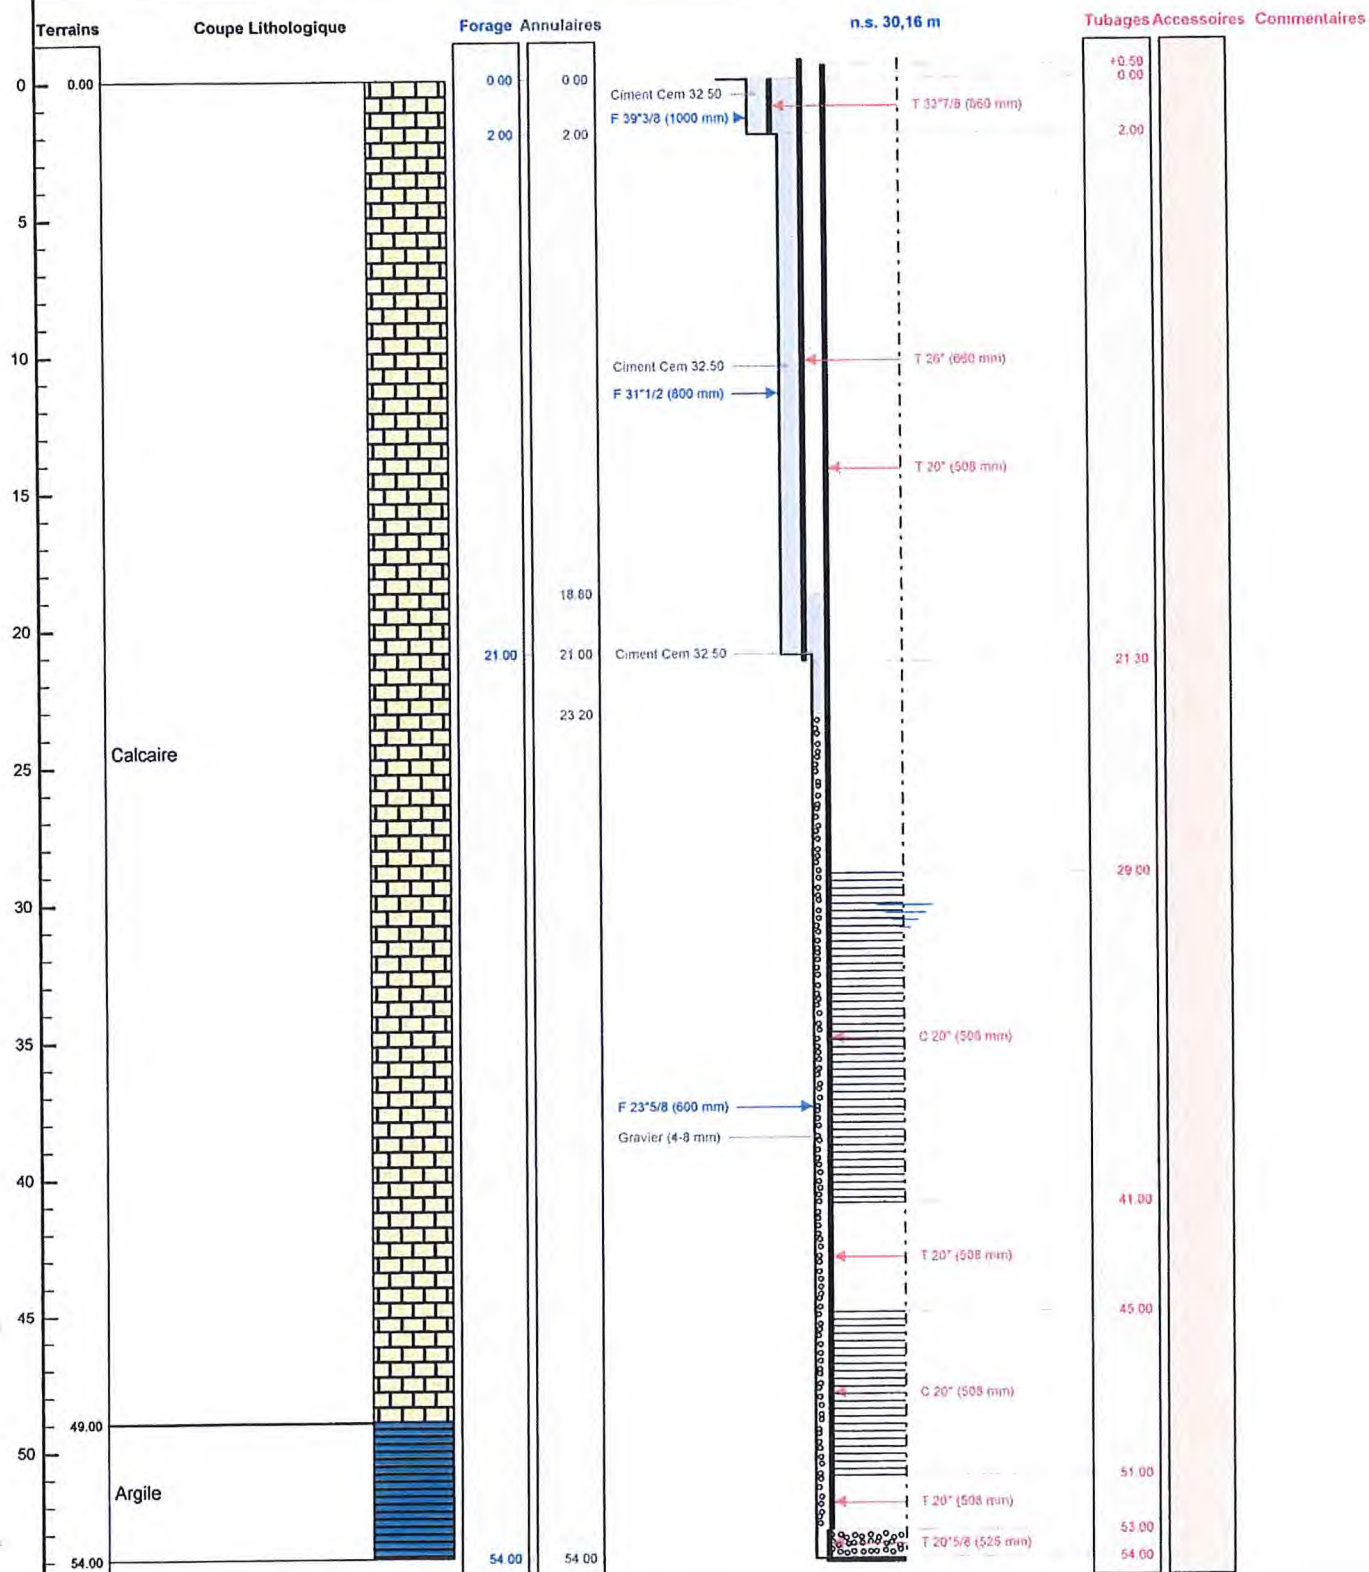 Terrains Coupe Lithologique Forage Annulaires n.s. 30,16 m Tubages Accessoires Commentaires
+0.59
0 0.00 0.00 0.00 0.00
Ciment Cem 32.50 T 33"7/8 (860 mm)
F 39"3/8 (1000 mm)
2.00 2.00 2.00
5
10 T 26" (660 mm)
Ciment Cem 32.50
F 31"1/2 (800 mm)
T 20" (508 mm)
15
18.80
20
21.00 21.00 Ciment Cem 32.50 21.30
23.20
Calcaire
25
29.00
30
35 C 20" (508 mm)
F 23"5/8 (600 mm)
Gravier (4-8 mm)
40
41.00
T 20" (508 mm)
45 45.00
C 20" (508 mm)
49.00
50
51.00
Argile T 20" (508 mm)
53.00
T 20"5/8 (525 mm)
54.00 54.00 54.00 54.00